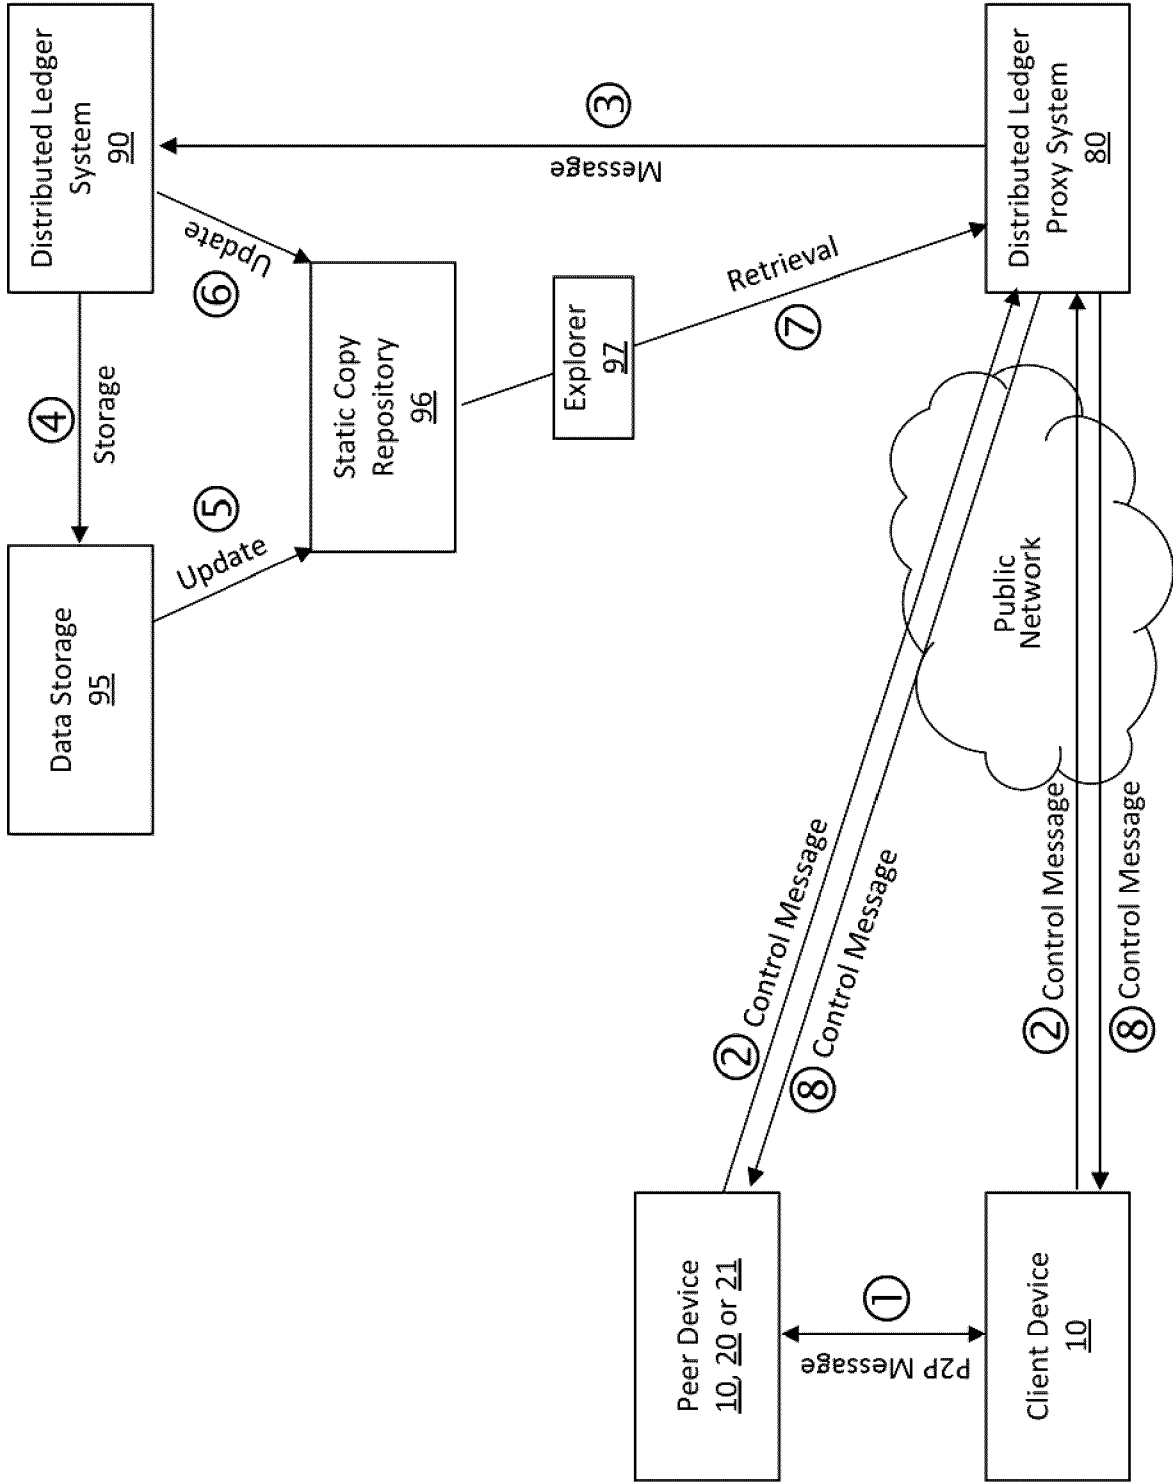 Peer Device
10, 20 or 21
P2P Message
1
Client Device
10
2 Control Message
8 Control Message
2 Control Message
8 Control Message
Public
Network
Data Storage
95
4
Storage
5
Update
Distributed Ledger
System
90
6
Update
Static Copy
Repository
96
Explorer
97
7
Retrieval
3
Message
Distributed Ledger
Proxy System
80